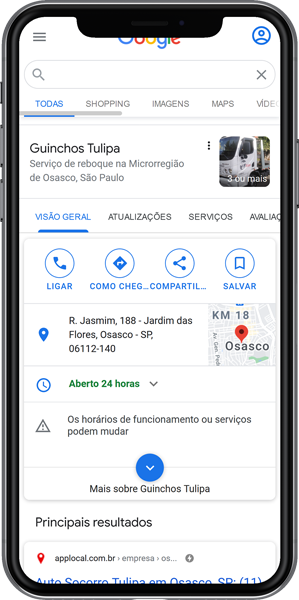 Google
TODAS SHOPPING IMAGENS MAPS VÍDE
Guinchos Tulipa
Serviço de reboque na Microrregião
de Osasco, São Paulo
3 ou mais
VISÃO GERAL ATUALIZAÇÕES SERVIÇOS AVALIAÇ
LIGAR COMO CHEG... COMPARTIL... SALVAR
R. Jasmim, 188 - Jardim das
Flores, Osasco - SP,
06112-140
KM 18
Osasco
Aberto 24 horas
Os horários de funcionamento ou serviços
podem mudar
Mais sobre Guinchos Tulipa
Principais resultados
applocal.com.br › empresa › os...
Auto Socorro Tulipa em Osasco, SP: (11)